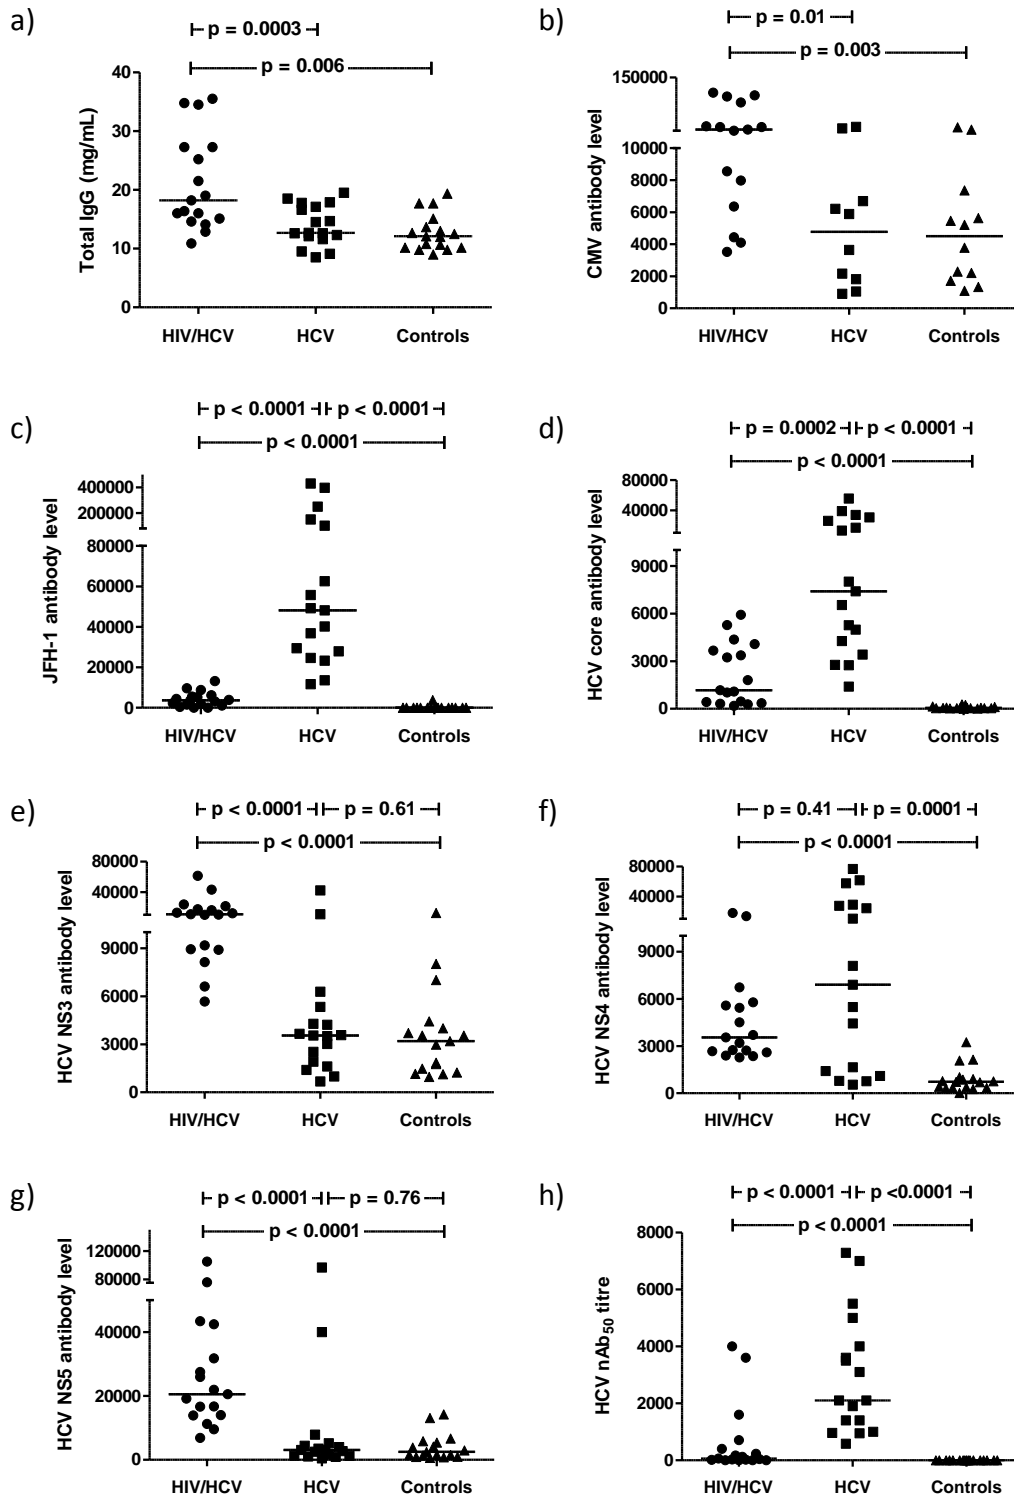 a)
p = 0.0003
p = 0.006
Total IgG (mg/mL)
40
30
20
10
0
HIV/HCV HCV Controls
b)
p = 0.01
p = 0.003
CMV antibody level
150000
10000
8000
6000
4000
2000
0
HIV/HCV HCV Controls
c)
p < 0.0001 p < 0.0001
p < 0.0001
JFH-1 antibody level
400000
200000
80000
60000
40000
20000
0
HIV/HCV HCV Controls
d)
p = 0.0002 p < 0.0001
p < 0.0001
HCV core antibody level
80000
40000
9000
6000
3000
0
HIV/HCV HCV Controls
e)
p < 0.0001 p = 0.61
p < 0.0001
HCV NS3 antibody level
80000
40000
9000
6000
3000
0
HIV/HCV HCV Controls
f)
p = 0.41 p = 0.0001
p < 0.0001
HCV NS4 antibody level
80000
40000
9000
6000
3000
0
HIV/HCV HCV Controls
g)
p < 0.0001 p = 0.76
p < 0.0001
HCV NS5 antibody level
120000
80000
40000
20000
0
HIV/HCV HCV Controls
h)
p < 0.0001 p <0.0001
p < 0.0001
HCV nAb50 titre
8000
6000
4000
2000
0
HIV/HCV HCV Controls